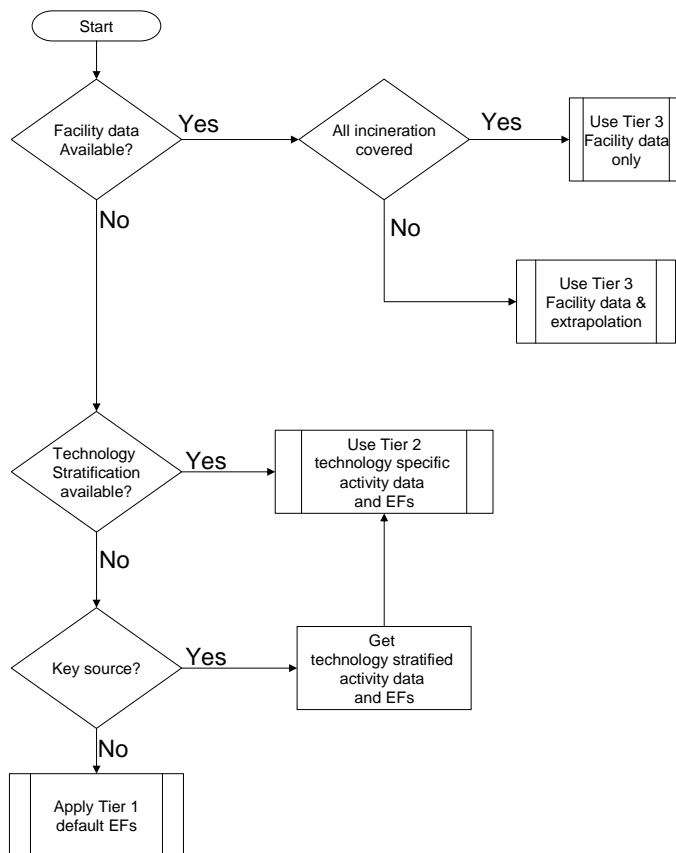 Start
Facility data
Available?
Yes
All incineration
covered
Yes
Use Tier 3
Facility data
only
No
No
Use Tier 3
Facility data &
extrapolation
Technology
Stratification
available?
Yes
Use Tier 2
technology specific
activity data
and EFs
No
Key source?
Yes
Get
technology stratified
activity data
and EFs
No
Apply Tier 1
default EFs